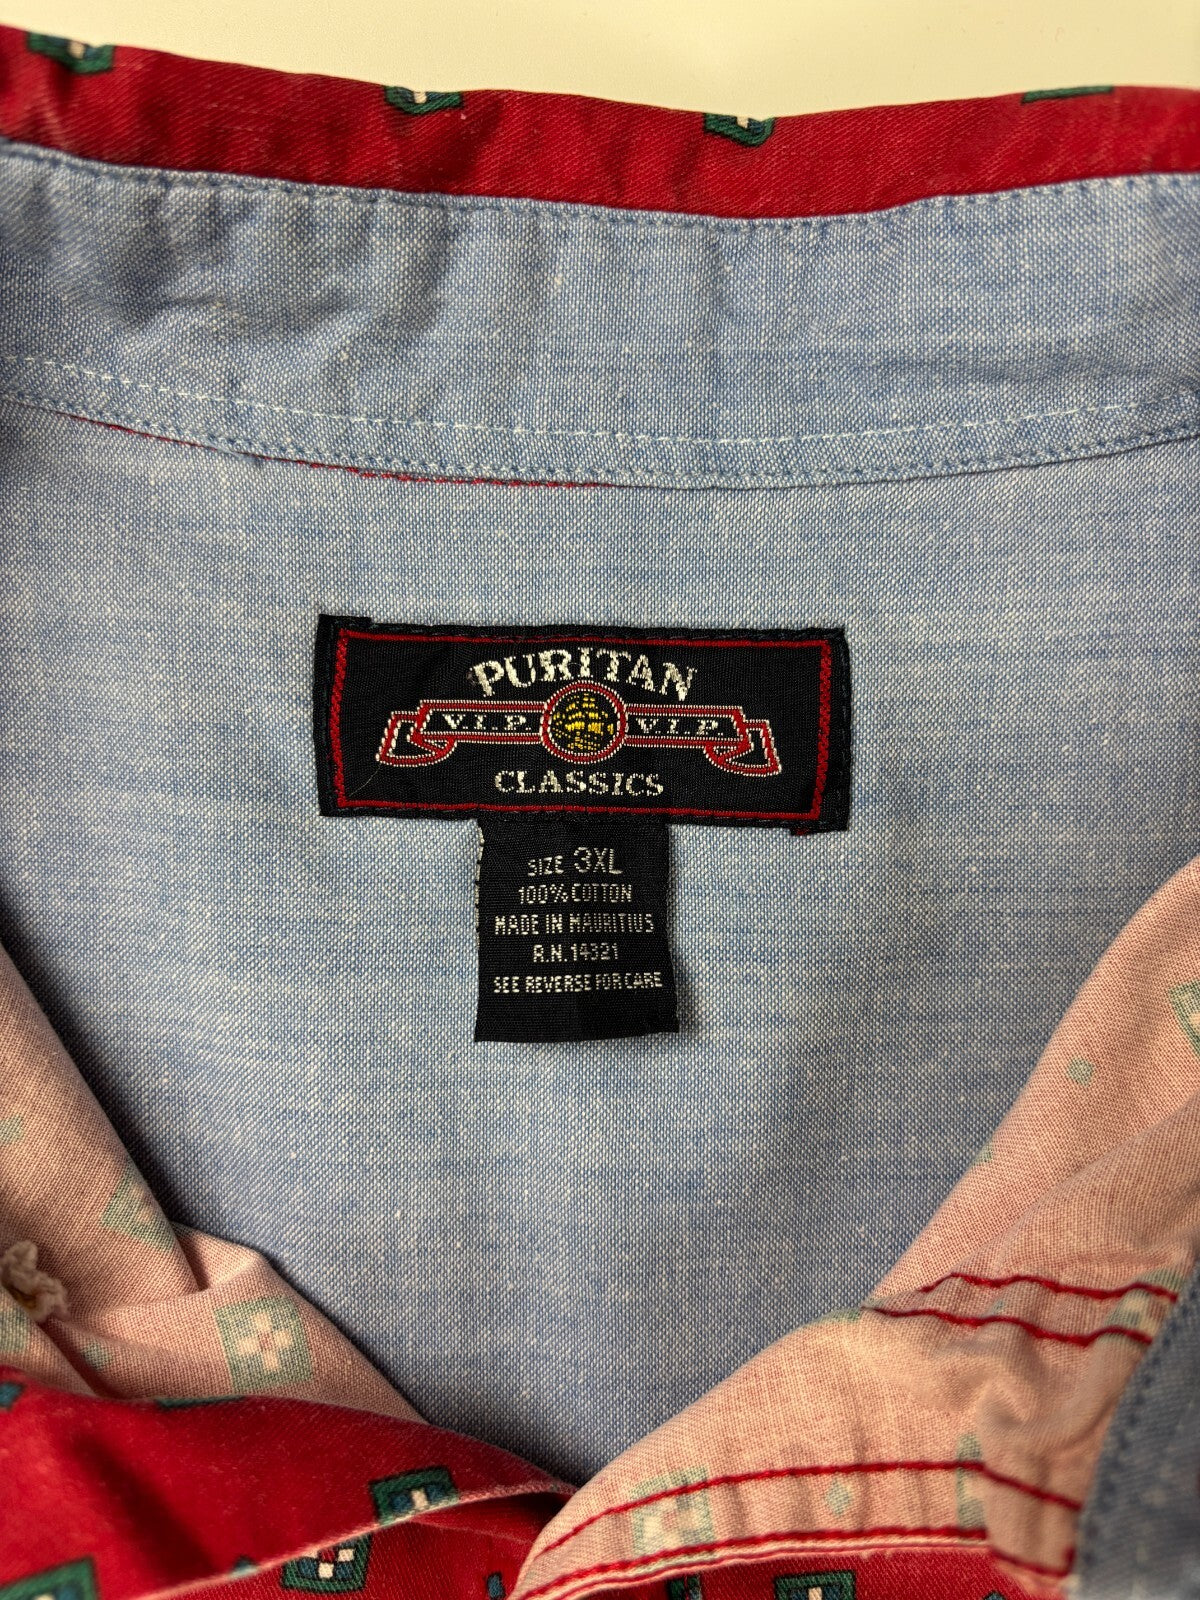 PURITAN
V.I.P. V.I.P.
CLASSICS
SIZE 3XL
100% COTTON
MADE IN MAURITIUS
R.N. 14321
SEE REVERSE FOR CARE